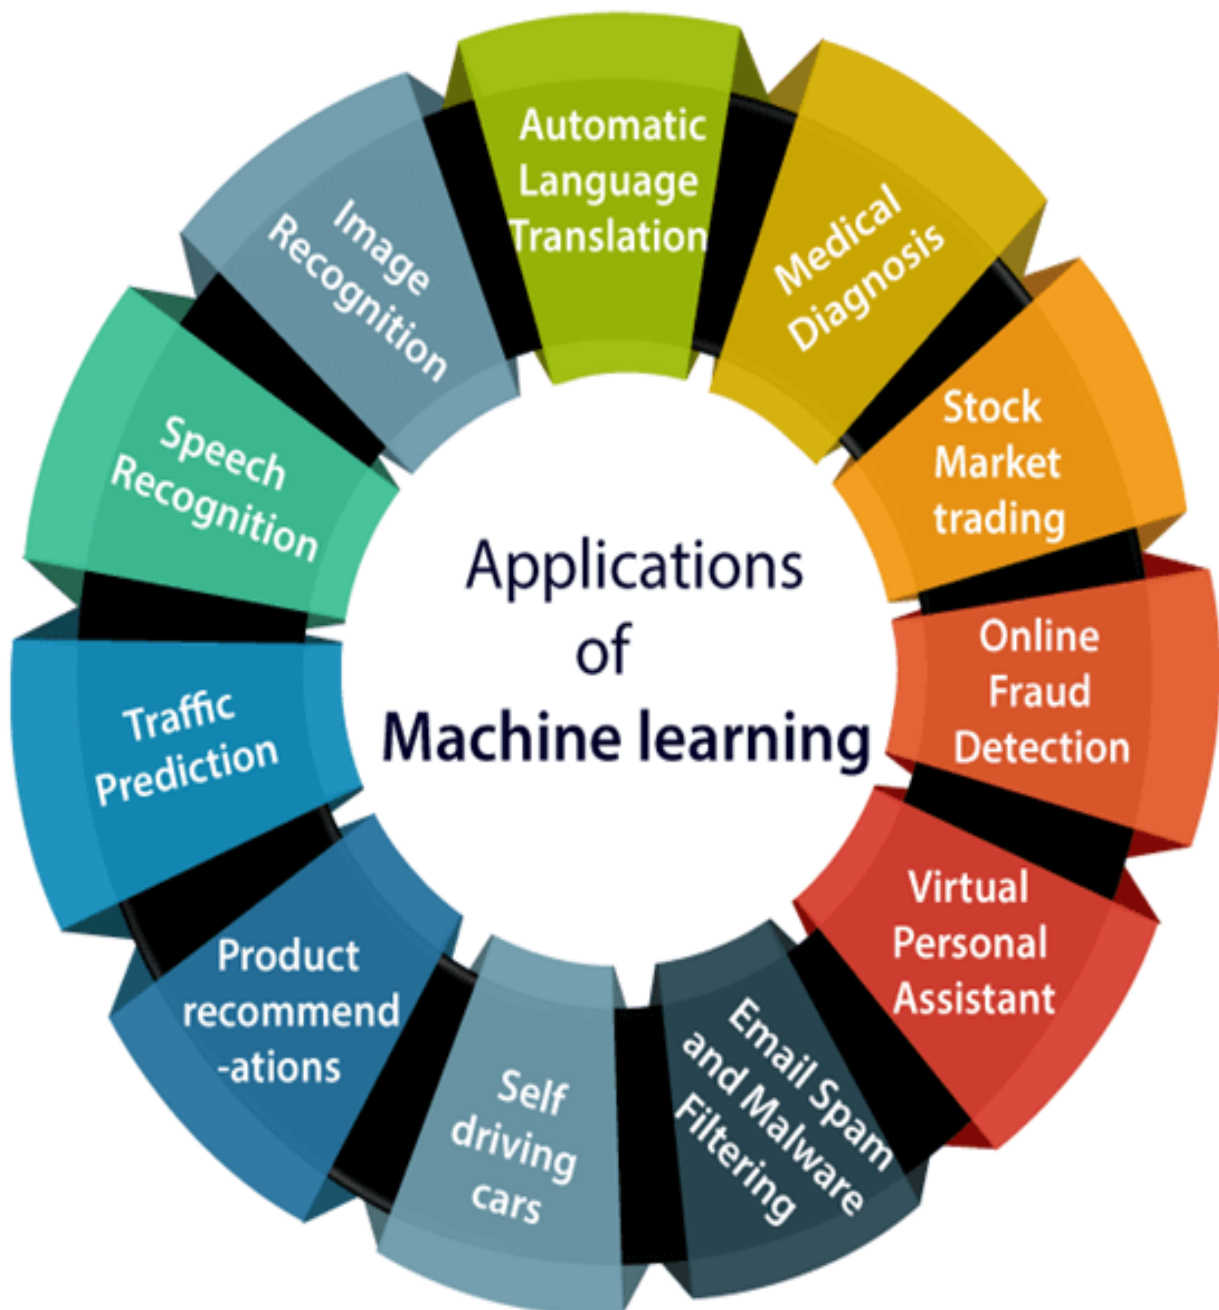 Applications
of
Machine learning
Automatic
Language
Translation
Medical
Diagnosis
Stock
Market
trading
Online
Fraud
Detection
Virtual
Personal
Assistant
Email Spam
and Malware
Filtering
Self
driving
cars
Product
recommend
-ations
Traffic
Prediction
Speech
Recognition
Image
Recognition